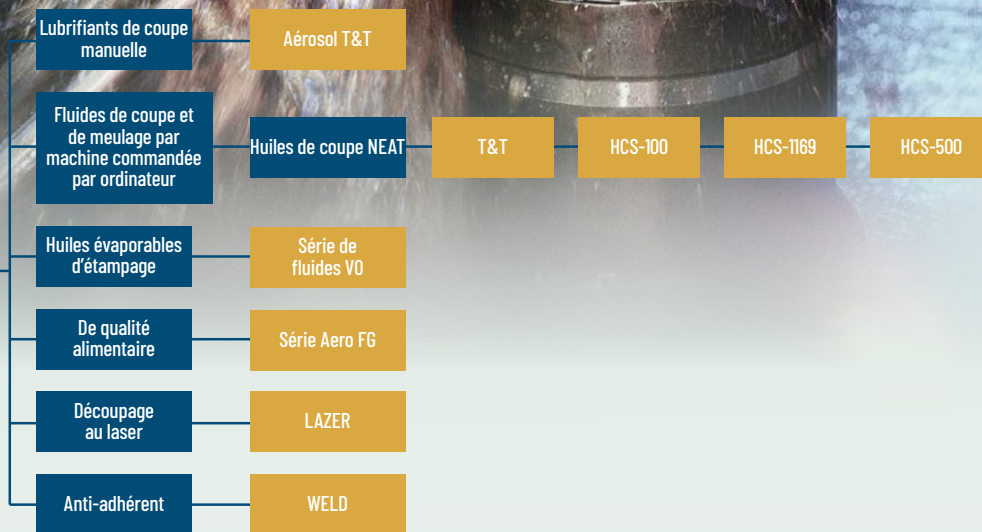 Lubrifiants de coupe
manuelle
Aérosol T&T
Fluides de coupe et
de meulage par
machine commandée
par ordinateur
Huiles de coupe NEAT
T&T
HCS-100
HCS-1169
HCS-500
Huiles évaporables
d'étampage
Série de
fluides VO
De qualité
alimentaire
Série Aero FG
Découpage
au laser
LAZER
Anti-adhérent
WELD